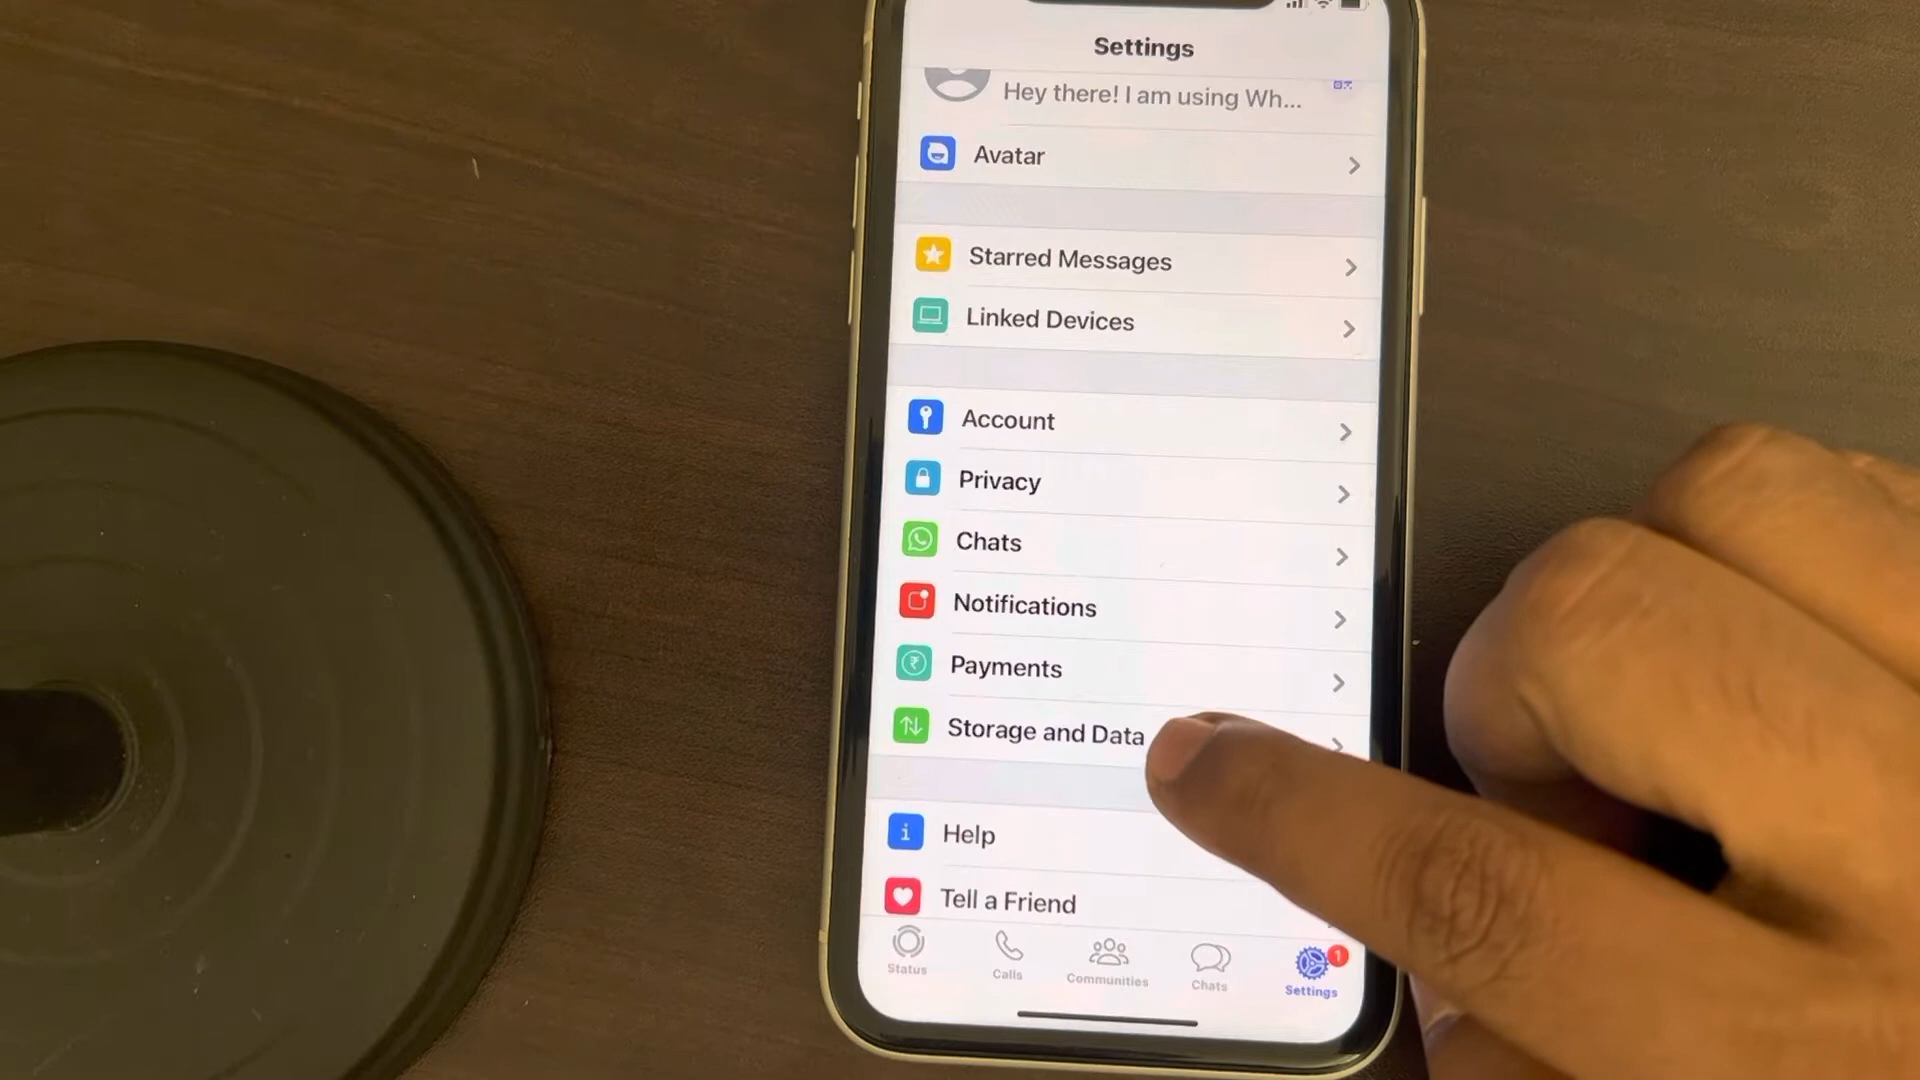 Settings
Hey there! I am using Wh...
Avatar
Starred Messages
Linked Devices
Account
Privacy
Chats
Notifications
Payments
Storage and Data
Help
Tell a Friend
Status
Calls
Communities
Chats
1
Settings